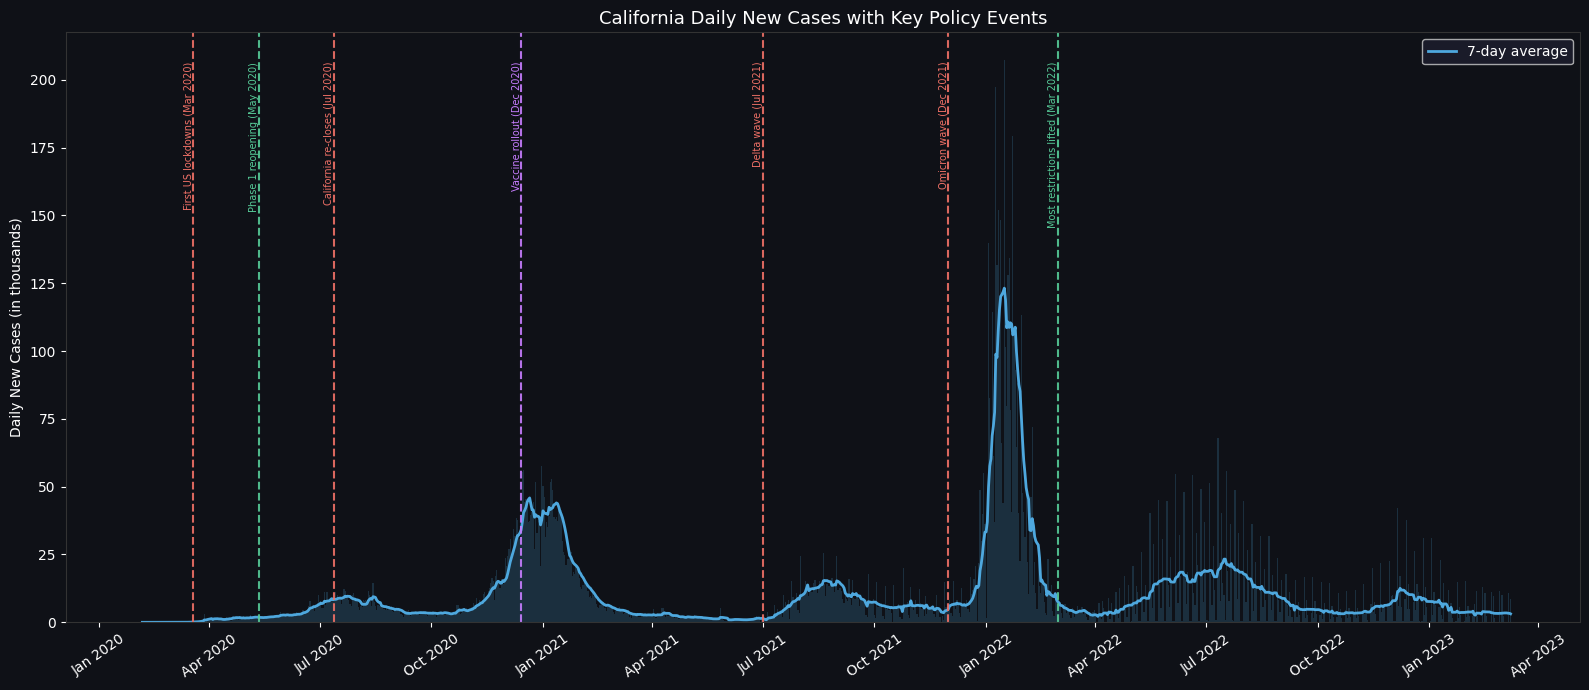 California Daily New Cases with Key Policy Events
7-day average
Daily New Cases (in thousands)
200
175
150
125
100
75
50
25
0
First US lockdowns (Mar 2020)
Phase 1 reopening (May 2020)
California re-closes (Jul 2020)
Vaccine rollout (Dec 2020)
Delta wave (Jul 2021)
Omicron wave (Dec 2021)
Most restrictions lifted (Mar 2022)
Jan 2020
Apr 2020
Jul 2020
Oct 2020
Jan 2021
Apr 2021
Jul 2021
Oct 2021
Jan 2022
Apr 2022
Jul 2022
Oct 2022
Jan 2023
Apr 2023